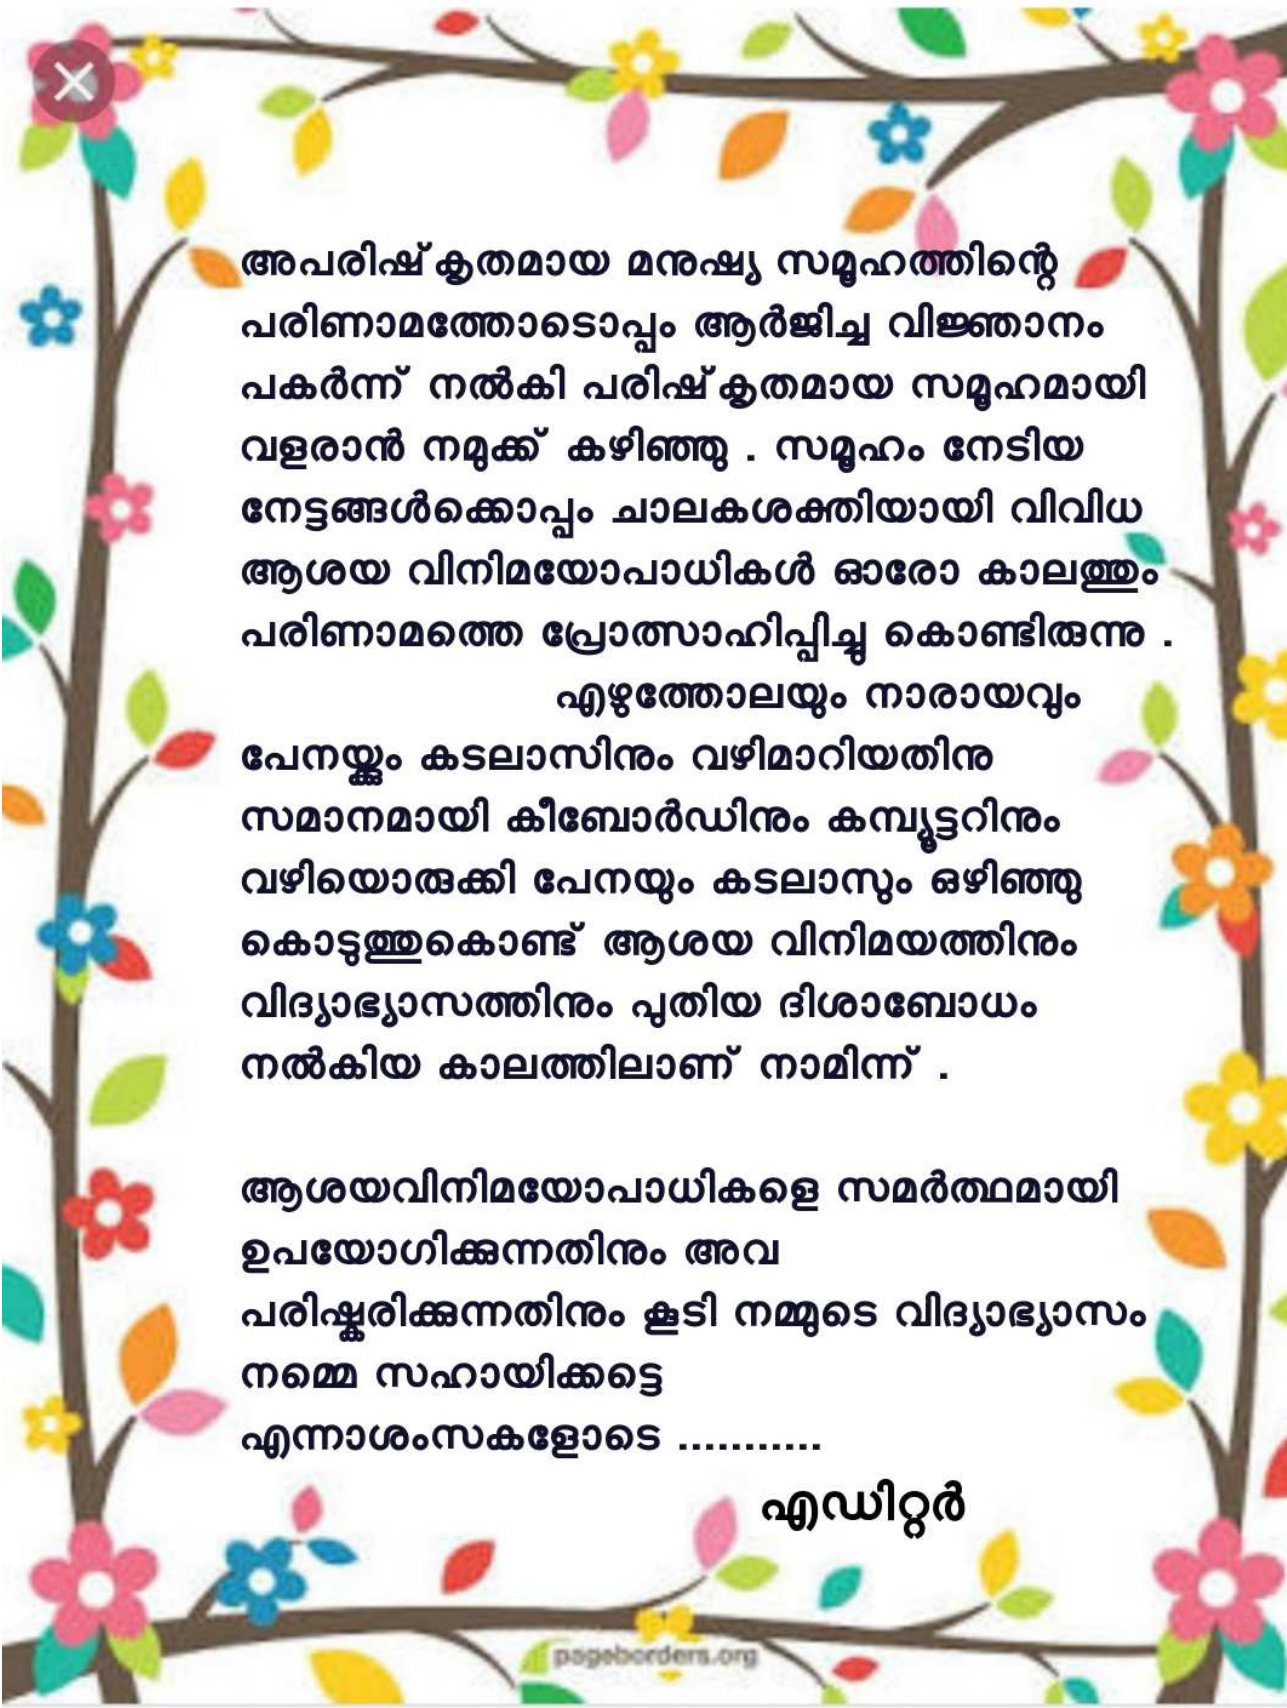 അപരിഷ്കൃതമായ മനുഷ്യ സമൂഹത്തിന്റെ
പരിണാമത്തോടൊപ്പം ആർജിച്ച വിജ്ഞാനം
പകർന്ന് നൽകി പരിഷ്കൃതമായ സമൂഹമായി
വളരാൻ നമുക്ക് കഴിഞ്ഞു . സമൂഹം നേടിയ
നേട്ടങ്ങൾക്കൊപ്പം ചാലകശക്തിയായി വിവിധ
ആശയ വിനിമയോപാധികൾ ഓരോ കാലത്തും
പരിണാമത്തെ പ്രോത്സാഹിപ്പിച്ചു കൊണ്ടിരുന്നു .
എഴുത്തോലയും നാരായവും
പേനയ്ക്കും കടലാസിനും വഴിമാറിയതിനു
സമാനമായി കീബോർഡിനും കമ്പ്യൂട്ടറിനും
വഴിയൊരുക്കി പേനയും കടലാസും ഒഴിഞ്ഞു
കൊടുത്തുകൊണ്ട് ആശയ വിനിമയത്തിനും
വിദ്യാഭ്യാസത്തിനും പുതിയ ദിശാബോധം
നൽകിയ കാലത്തിലാണ് നാമിന്ന് .
ആശയവിനിമയോപാധികളെ സമർത്ഥമായി
ഉപയോഗിക്കുന്നതിനും അവ
പരിഷ്കരിക്കുന്നതിനും കൂടി നമ്മുടെ വിദ്യാഭ്യാസം
നമ്മെ സഹായിക്കട്ടെ
എന്നാശംസകളോടെ ...........
എഡിറ്റർ
pageborders.org